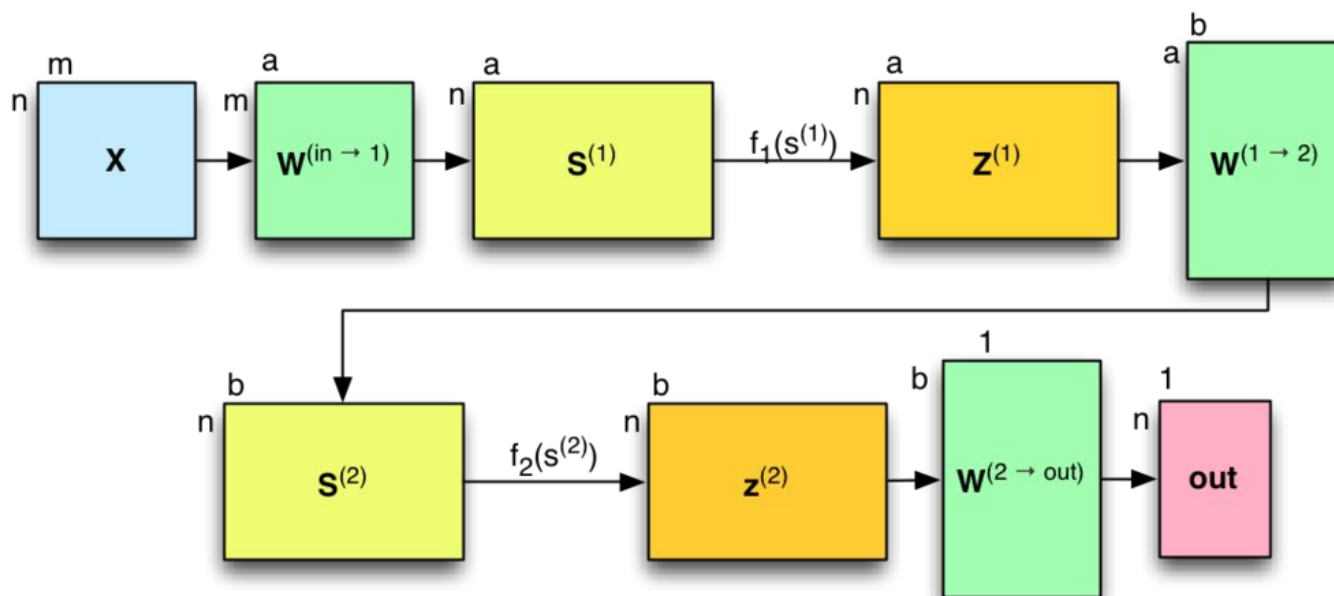 m
n
X
a
m
W(in → 1)
a
n
S(1)
f1(s(1))
a
n
Z(1)
b
a
W(1 → 2)
b
n
S(2)
f2(s(2))
b
n
z(2)
1
b
W(2 → out)
1
n
out